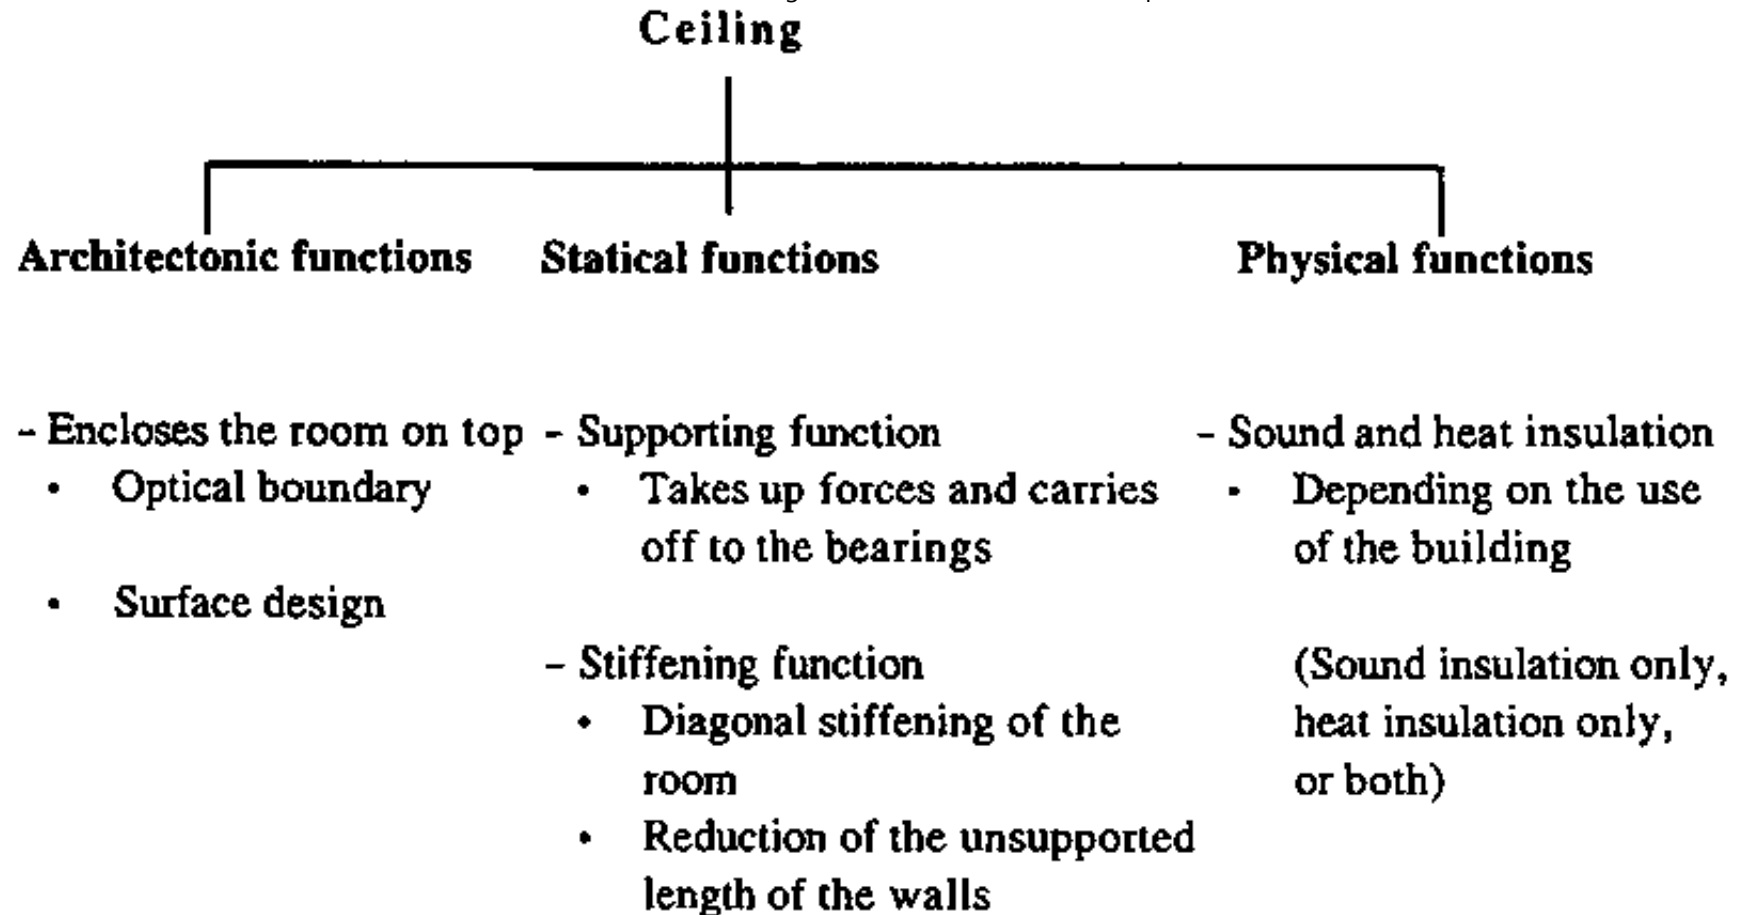 Ceiling
Architectonic functions
Statical functions
Physical functions
- Encloses the room on top
• Optical boundary
• Surface design
- Supporting function
• Takes up forces and carries
off to the bearings
- Stiffening function
• Diagonal stiffening of the
room
• Reduction of the unsupported
length of the walls
- Sound and heat insulation
• Depending on the use
of the building
(Sound insulation only,
heat insulation only,
or both)